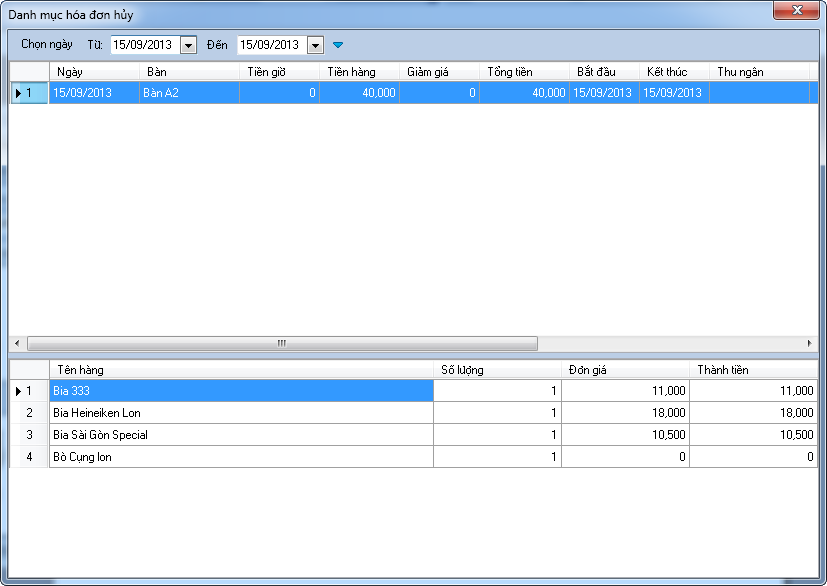 Danh mục hóa đơn hủy
Chọn ngày Từ: 15/09/2013 Đến 15/09/2013
Ngày Bàn Tiền giờ Tiền hàng Giảm giá Tổng tiền Bắt đầu Kết thúc Thu ngân
1 15/09/2013 Bàn A2 0 40,000 0 40,000 15/09/2013 15/09/2013
Tên hàng Số lượng Đơn giá Thành tiền
1 Bia 333 1 11,000 11,000
2 Bia Heineiken Lon 1 18,000 18,000
3 Bia Sài Gòn Special 1 10,500 10,500
4 Bò Cụng lon 1 0 0